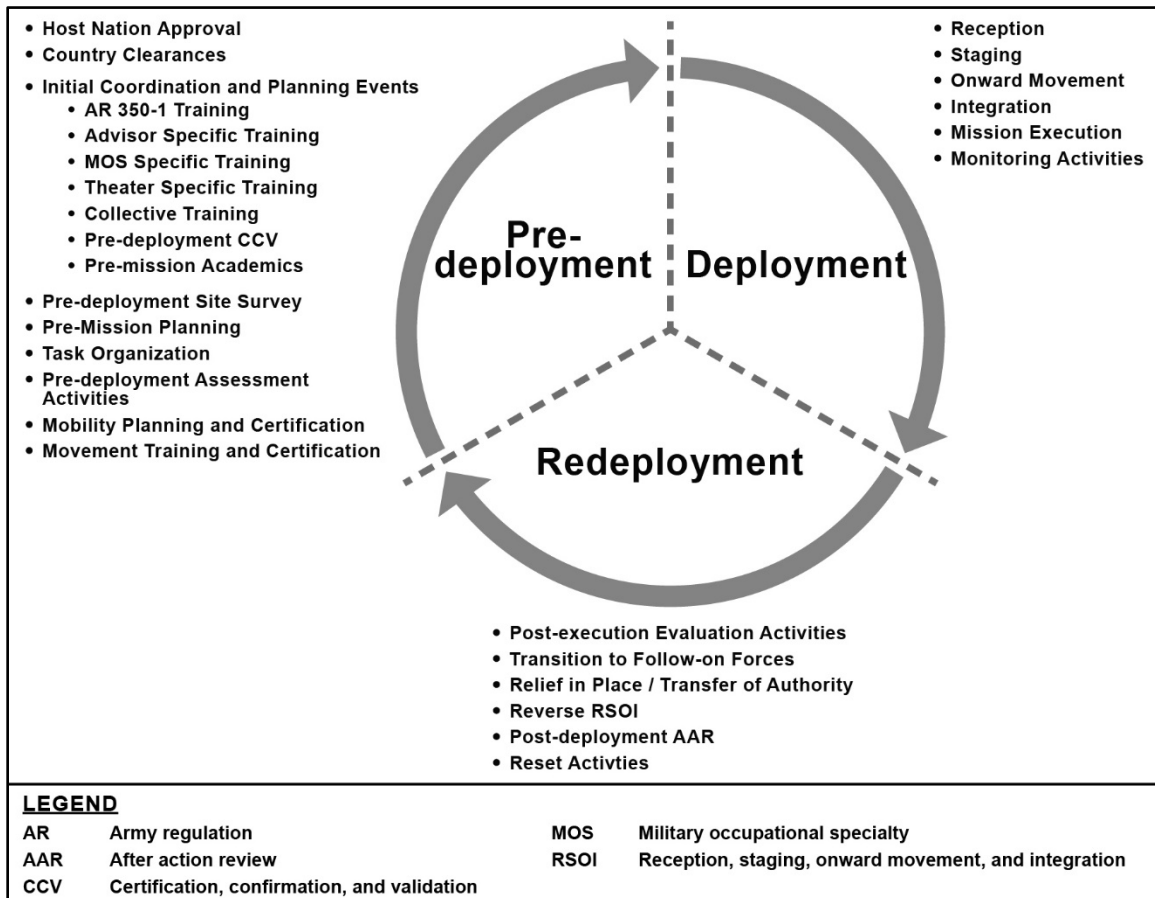 • Host Nation Approval
• Country Clearances
• Initial Coordination and Planning Events
• AR 350-1 Training
• Advisor Specific Training
• MOS Specific Training
• Theater Specific Training
• Collective Training
• Pre-deployment CCV
• Pre-mission Academics
• Pre-deployment Site Survey
• Pre-Mission Planning
• Task Organization
• Pre-deployment Assessment
Activities
• Mobility Planning and Certification
• Movement Training and Certification
Pre-
deployment
Deployment
• Reception
• Staging
• Onward Movement
• Integration
• Mission Execution
• Monitoring Activities
Redeployment
• Post-execution Evaluation Activities
• Transition to Follow-on Forces
• Relief in Place / Transfer of Authority
• Reverse RSOI
• Post-deployment AAR
• Reset Activties
LEGEND
AR Army regulation
AAR After action review
CCV Certification, confirmation, and validation
MOS Military occupational specialty
RSOI Reception, staging, onward movement, and integration